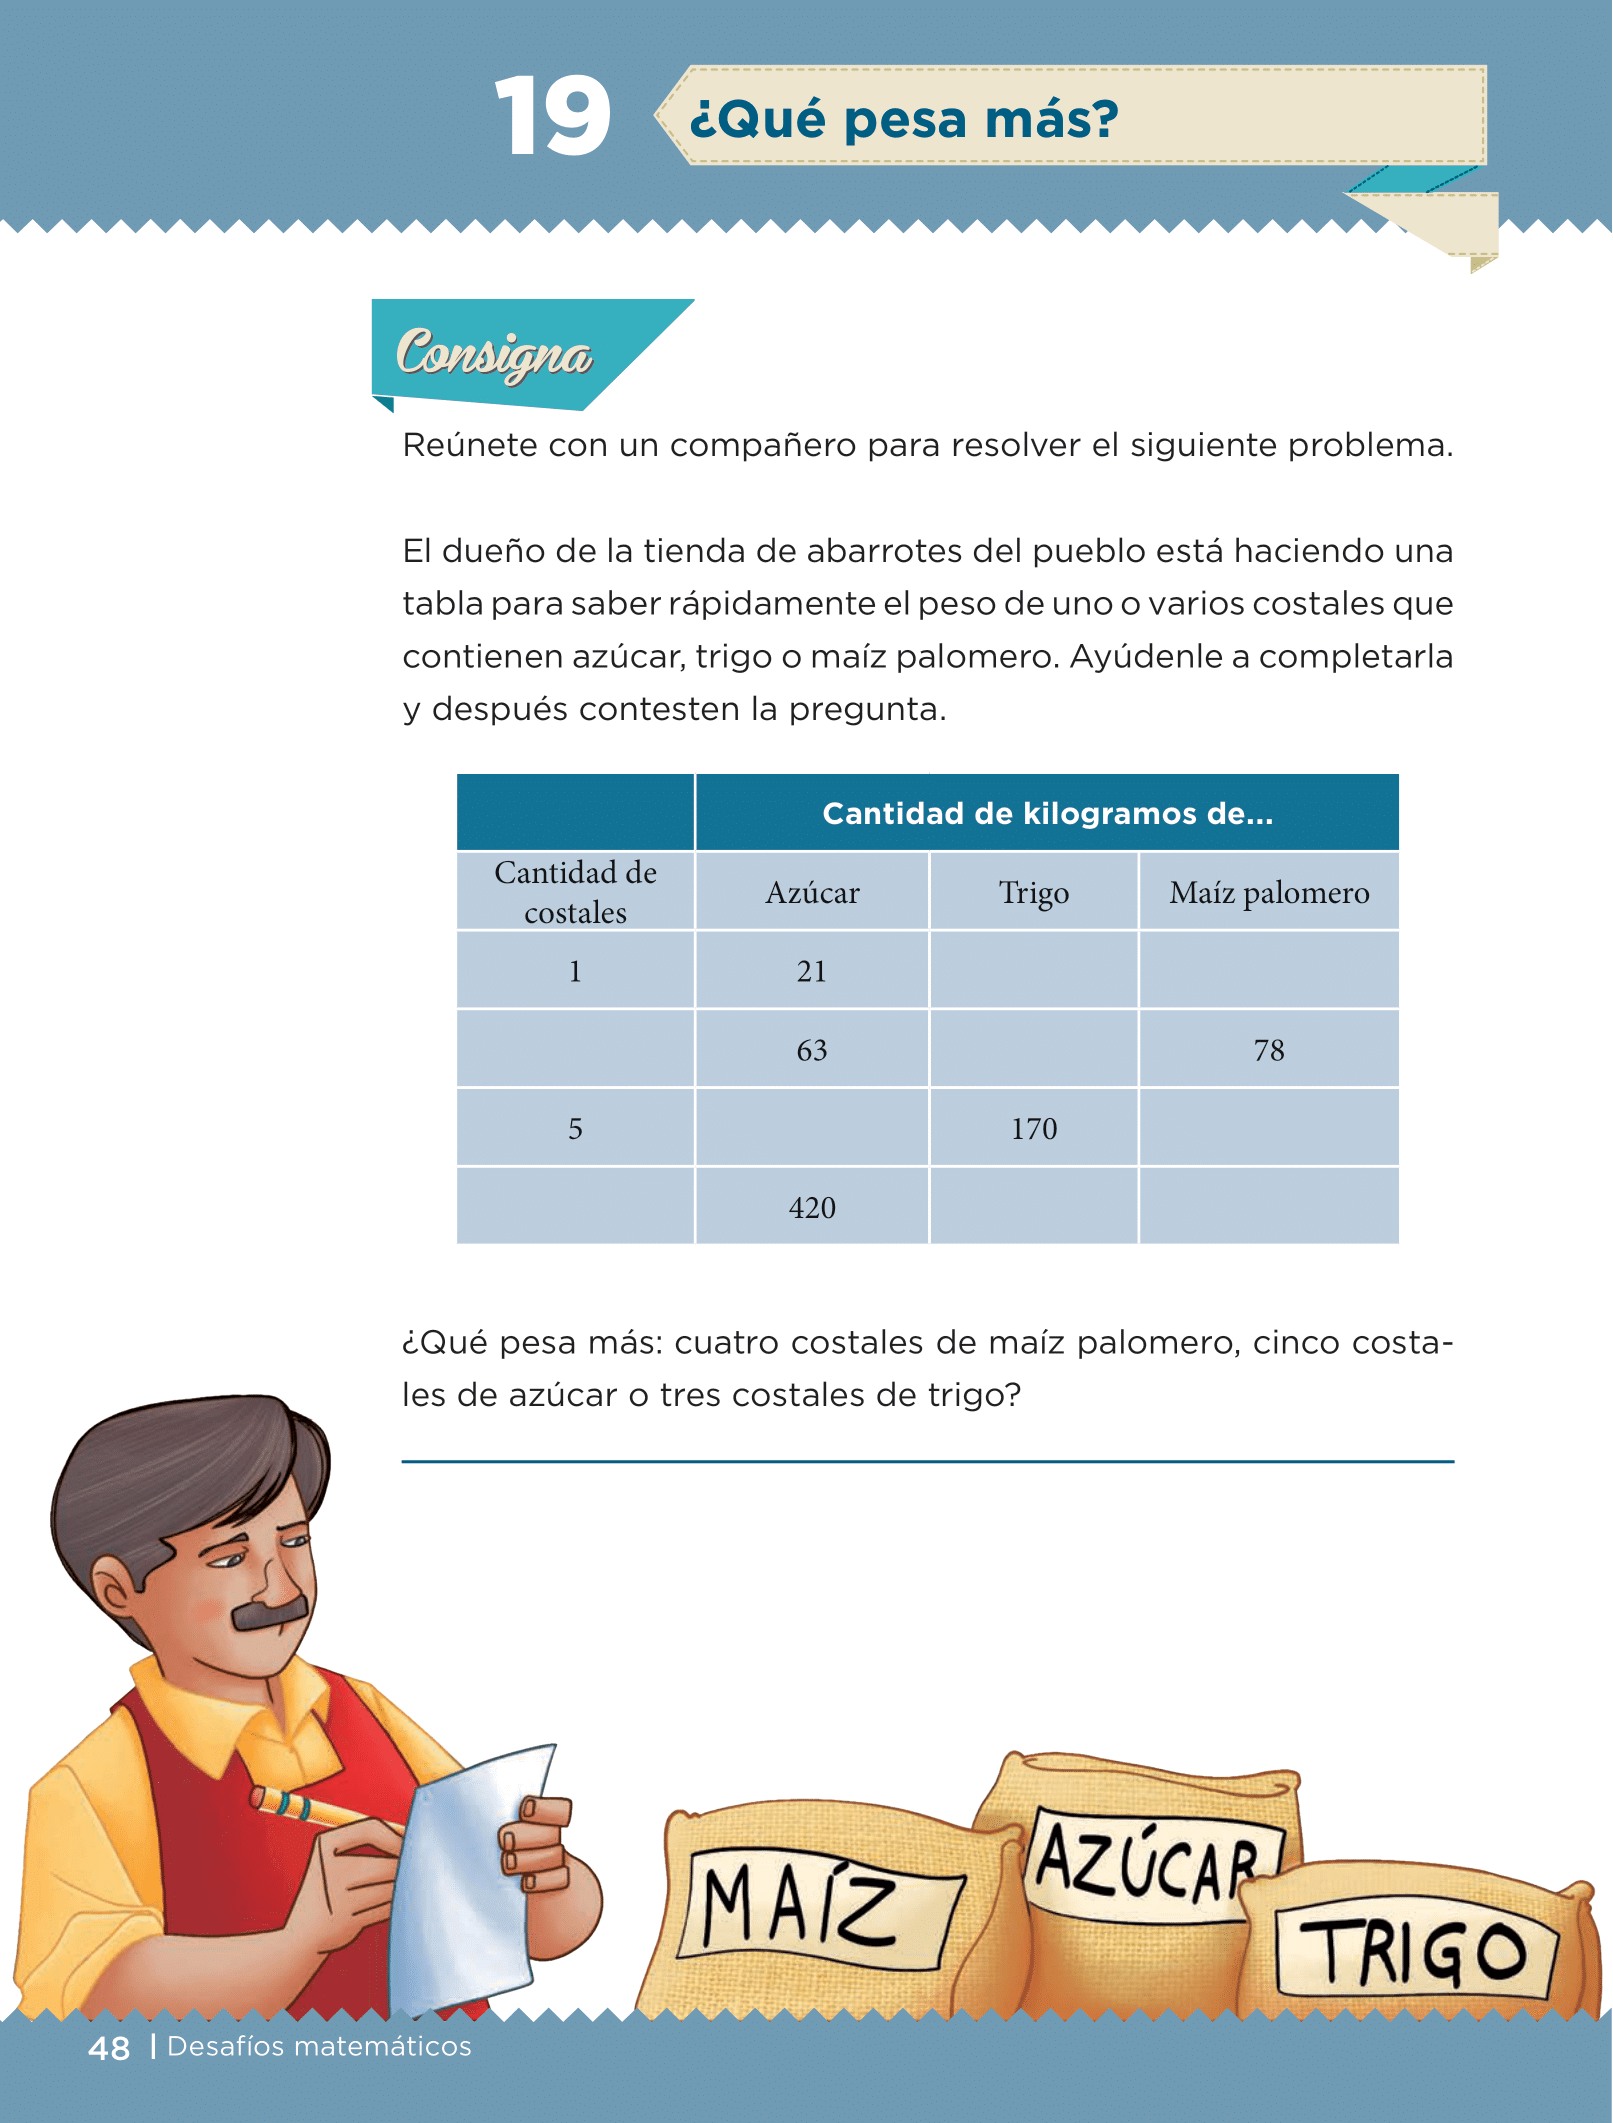 19
¿Qué pesa más?
Consigna
Reúnete con un compañero para resolver el siguiente problema.
El dueño de la tienda de abarrotes del pueblo está haciendo una
tabla para saber rápidamente el peso de uno o varios costales que
contienen azúcar, trigo o maíz palomero. Ayúdenle a completarla
y después contesten la pregunta.
Cantidad de kilogramos de...
Cantidad de
costales
Azúcar
Trigo
Maíz palomero
1
21
63
78
5
170
420
¿Qué pesa más: cuatro costales de maíz palomero, cinco costa-
les de azúcar o tres costales de trigo?
MAÍZ
AZÚCAR
TRIGO
48 | Desafíos matemáticos